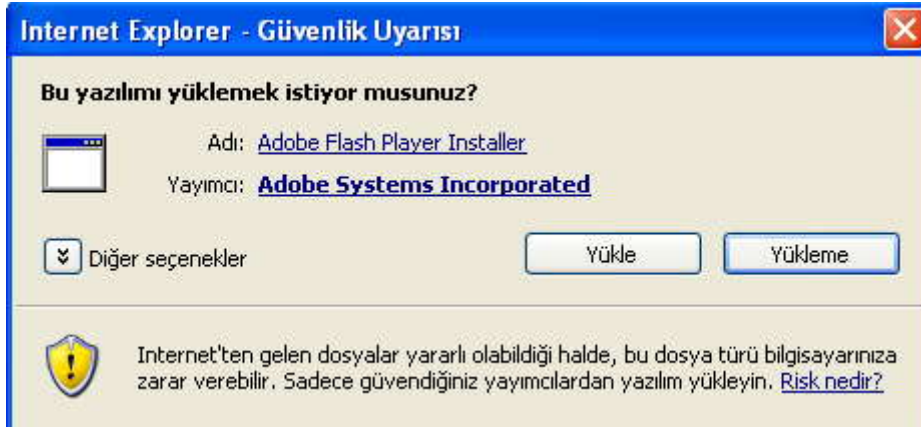 Internet Explorer - Güvenlik Uyarısı
Bu yazılımı yüklemek istiyor musunuz?
Adı: Adobe Flash Player Installer
Yayımcı: Adobe Systems Incorporated
Diğer seçenekler
Yükle
Yükleme
Internet'ten gelen dosyalar yararlı olabildiği halde, bu dosya türü bilgisayarınıza
zarar verebilir. Sadece güvendiğiniz yayımcılardan yazılım yükleyin. Risk nedir?